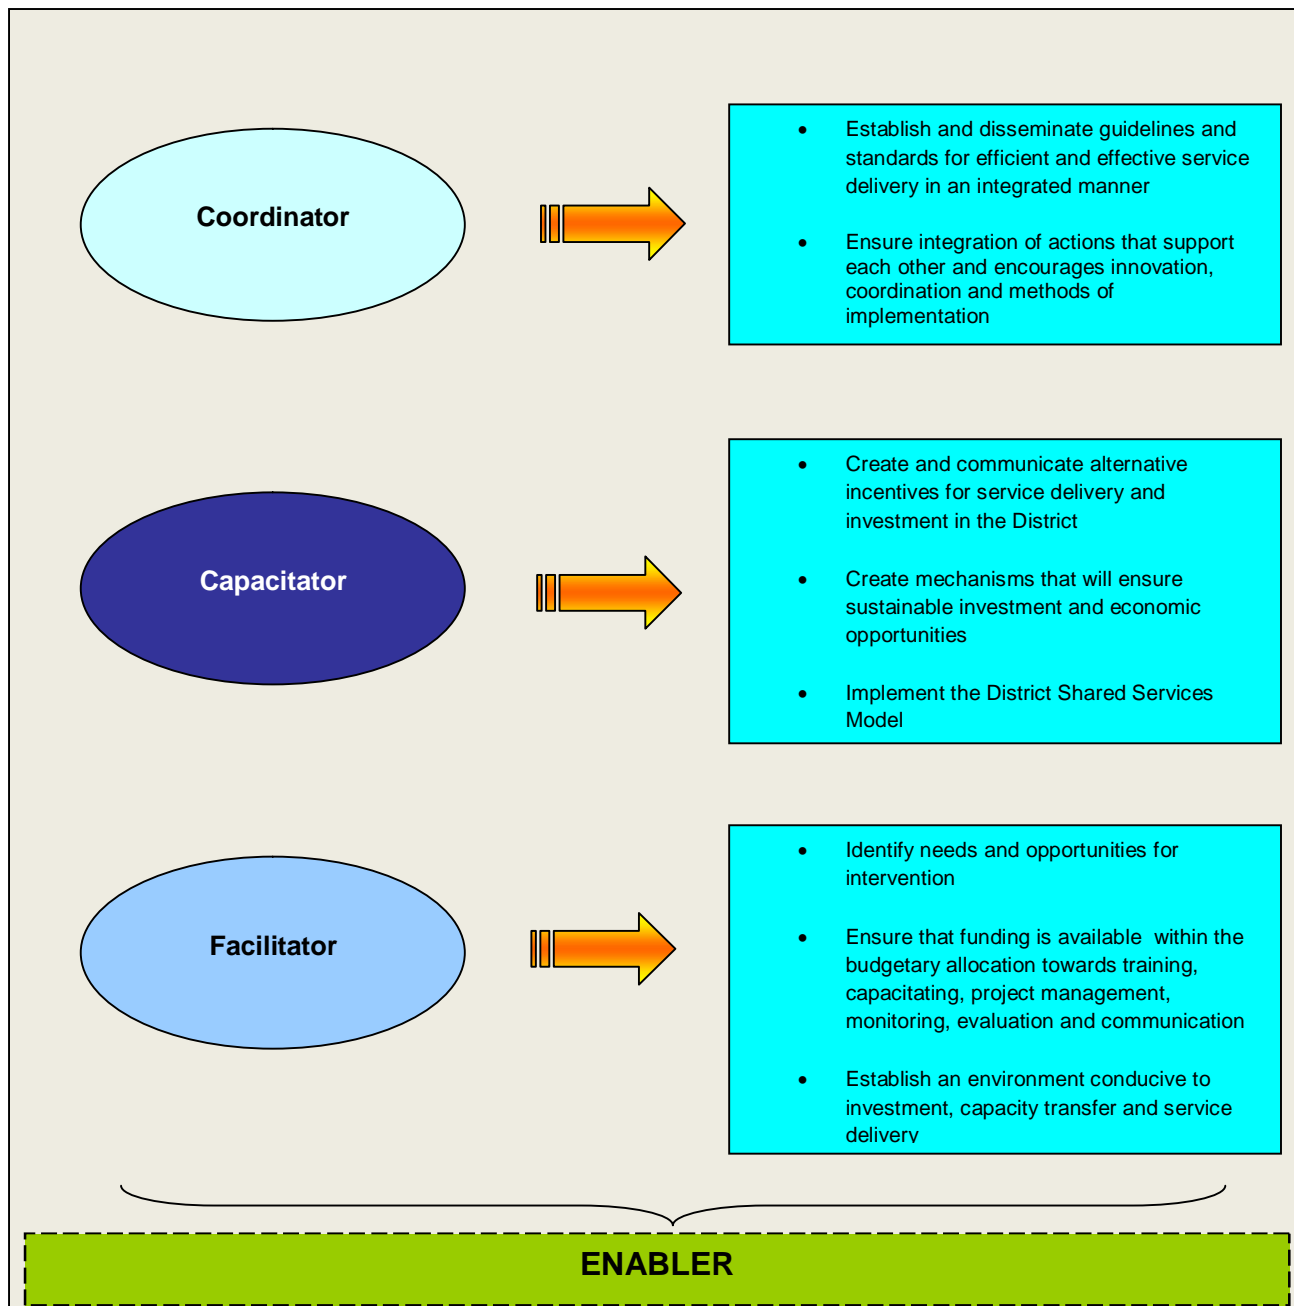 Coordinator
• Establish and disseminate guidelines and
standards for efficient and effective service
delivery in an integrated manner
• Ensure integration of actions that support
each other and encourages innovation,
coordination and methods of
implementation
Capacitator
• Create and communicate alternative
incentives for service delivery and
investment in the District
• Create mechanisms that will ensure
sustainable investment and economic
opportunities
• Implement the District Shared Services
Model
Facilitator
• Identify needs and opportunities for
intervention
• Ensure that funding is available  within the
budgetary allocation towards training,
capacitating, project management,
monitoring, evaluation and communication
• Establish an environment conducive to
investment, capacity transfer and service
delivery
ENABLER